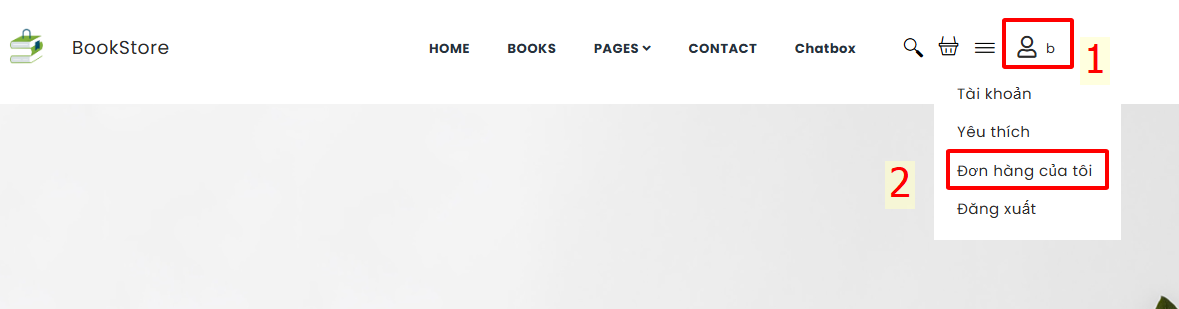 BookStore
HOME BOOKS PAGES CONTACT Chatbox b
1
Tài khoản
Yêu thích
2
Đơn hàng của tôi
Đăng xuất